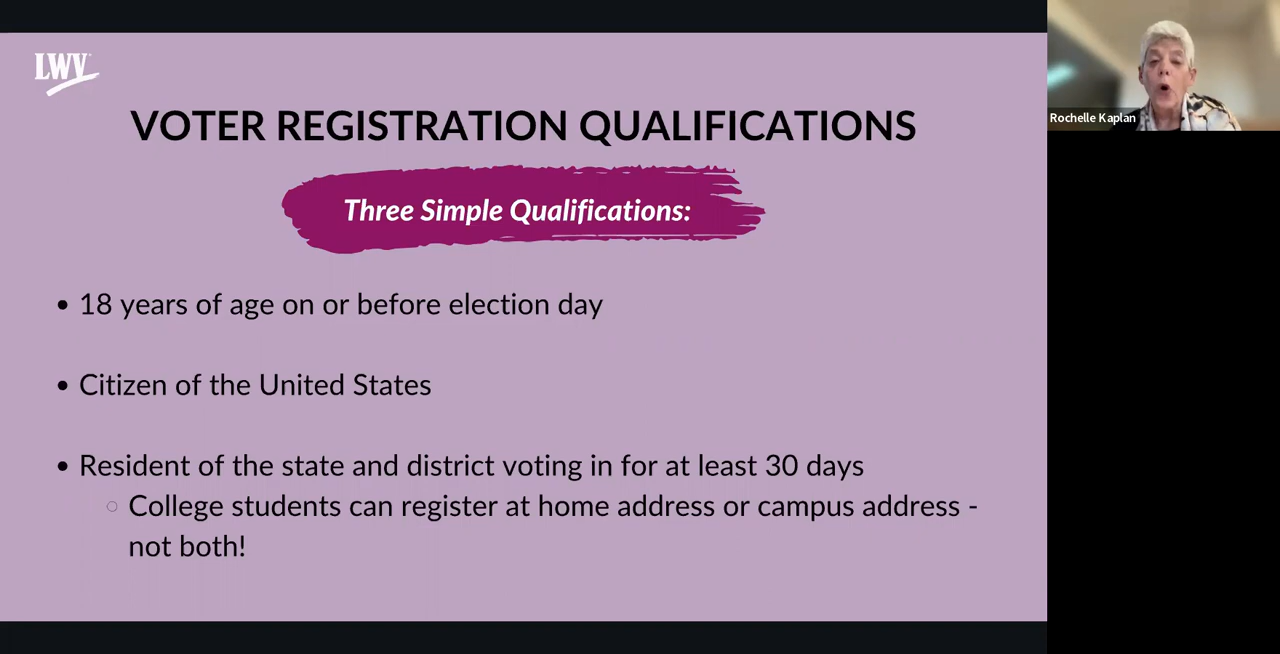 LWV
VOTER REGISTRATION QUALIFICATIONS
Three Simple Qualifications:
• 18 years of age on or before election day
• Citizen of the United States
• Resident of the state and district voting in for at least 30 days
○ College students can register at home address or campus address -
not both!
Rochelle Kaplan